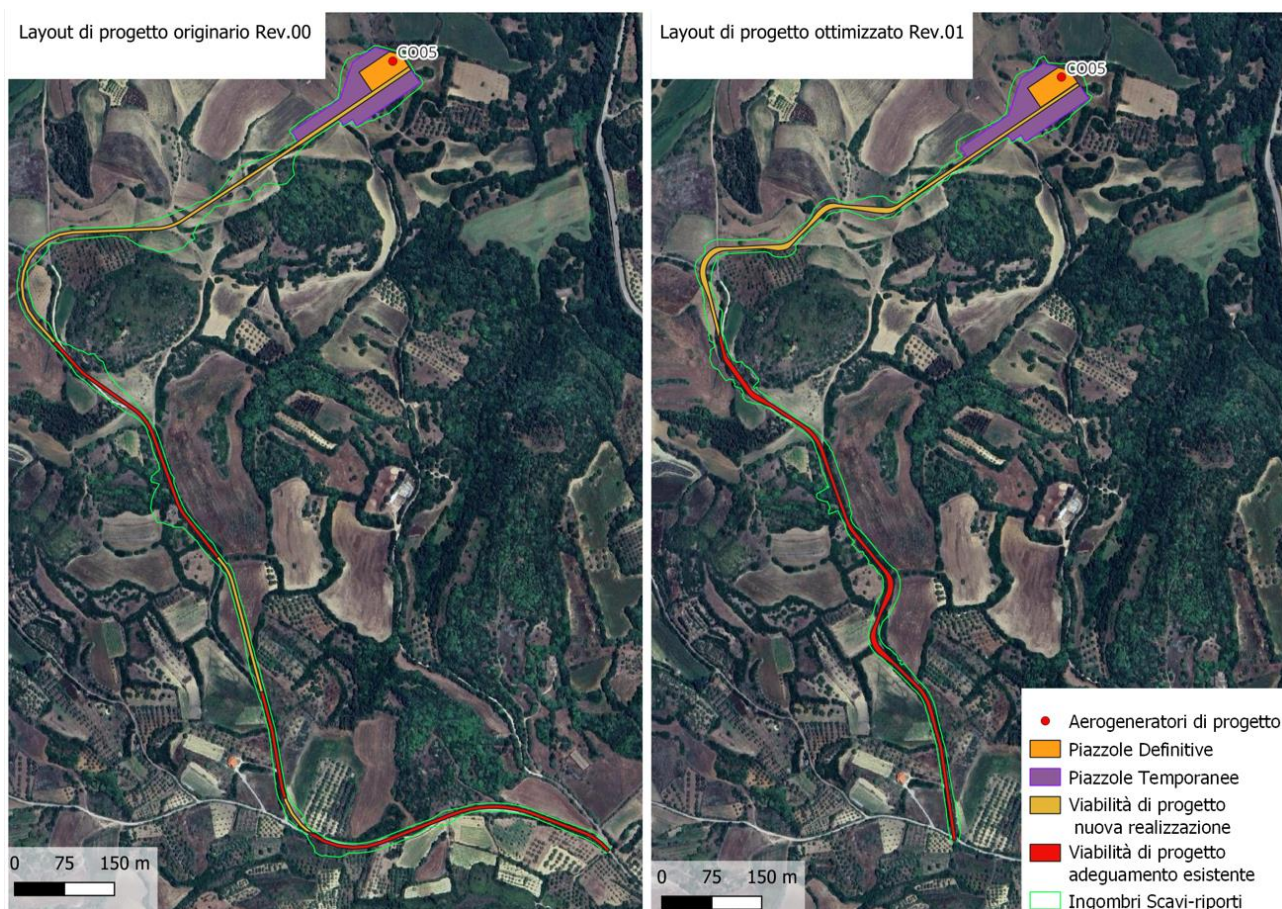 Layout di progetto originario Rev.00
CO05
0 75 150 m
Layout di progetto ottimizzato Rev.01
CO05
0 75 150 m
Aerogeneratori di progetto
Piazzole Definitive
Piazzole Temporanee
Viabilità di progetto
nuova realizzazione
Viabilità di progetto
adeguamento esistente
Ingombri Scavi-riporti